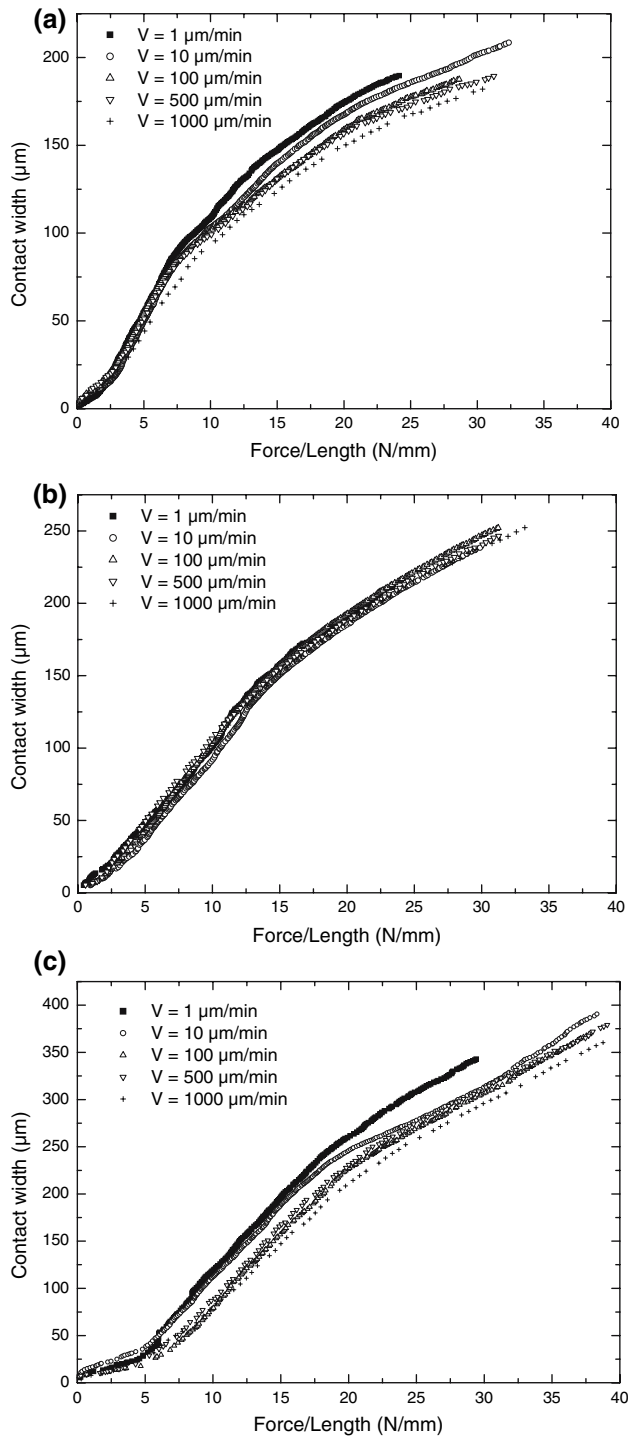 (a)
V = 1 µm/min
V = 10 µm/min
V = 100 µm/min
V = 500 µm/min
V = 1000 µm/min
200
150
100
50
0
Contact width (µm)
0 5 10 15 20 25 30 35 40
Force/Length (N/mm)
(b)
V = 1 µm/min
V = 10 µm/min
V = 100 µm/min
V = 500 µm/min
V = 1000 µm/min
250
200
150
100
50
0
Contact width (µm)
0 5 10 15 20 25 30 35 40
Force/Length (N/mm)
(c)
V = 1 µm/min
V = 10 µm/min
V = 100 µm/min
V = 500 µm/min
V = 1000 µm/min
400
350
300
250
200
150
100
50
0
Contact width (µm)
0 5 10 15 20 25 30 35 40
Force/Length (N/mm)